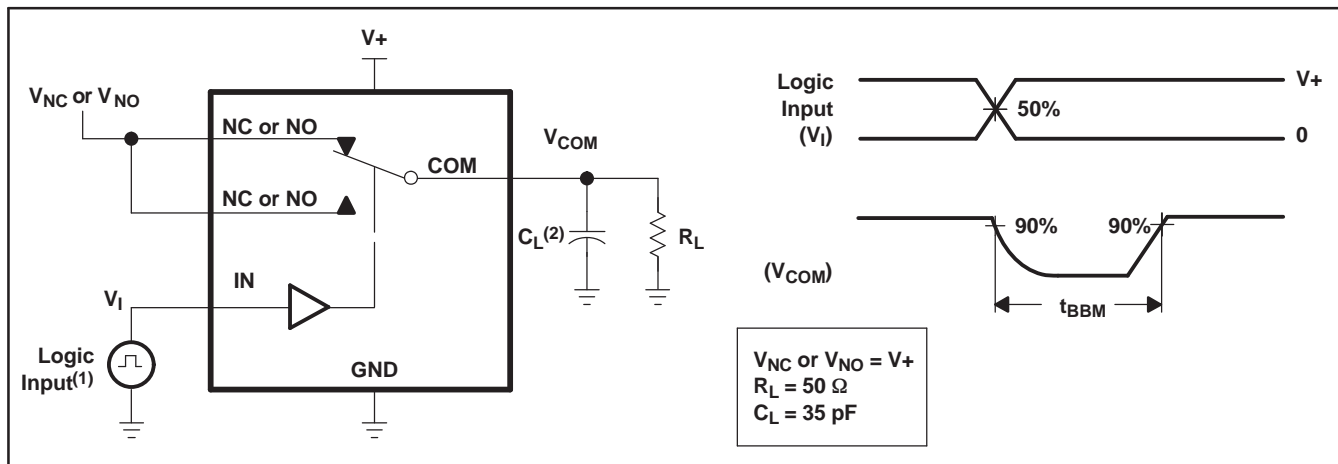 V+
VNC or VNO
NC or NO
VCOM
COM
NC or NO
CL(2)
RL
IN
VI
Logic
Input(1)
GND
Logic
Input
(VI)
V+
50%
0
90%
90%
(VCOM)
tBBM
VNC or VNO = V+
RL = 50 Ω
CL = 35 pF